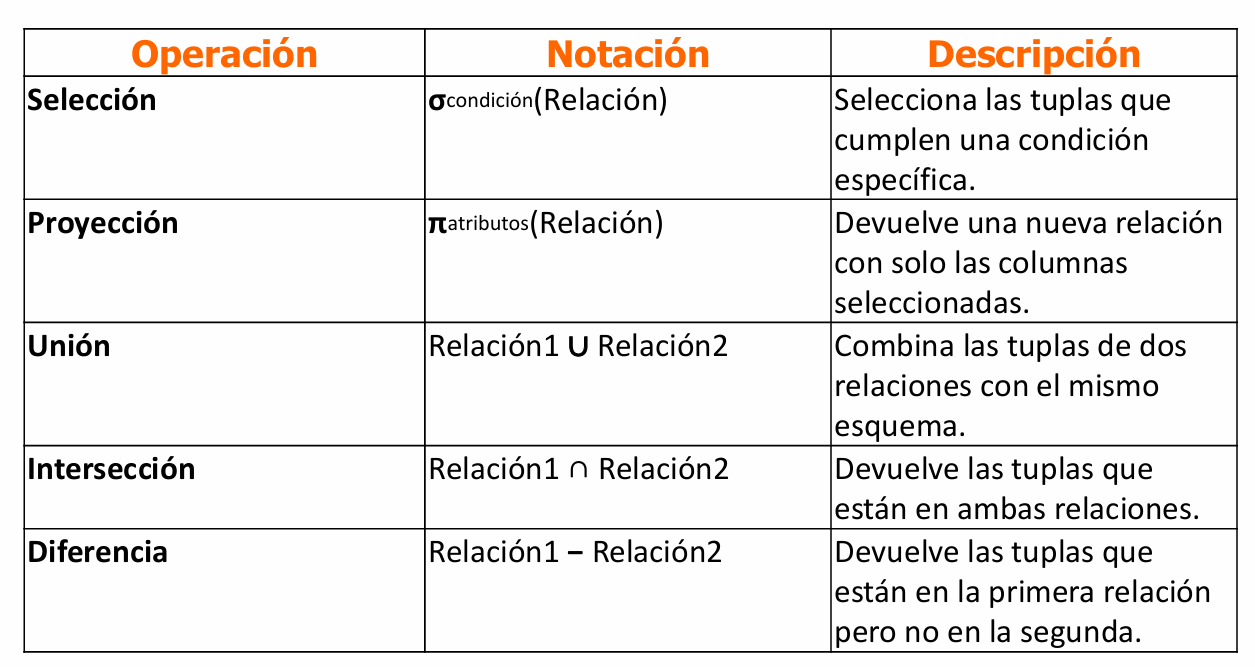 Operación Notación Descripción
Selección σcondición(Relación) Selecciona las tuplas que
cumplen una condición
específica.
Proyección πatributos(Relación) Devuelve una nueva relación
con solo las columnas
seleccionadas.
Unión Relación1 ∪ Relación2 Combina las tuplas de dos
relaciones con el mismo
esquema.
Intersección Relación1 ∩ Relación2 Devuelve las tuplas que
están en ambas relaciones.
Diferencia Relación1 − Relación2 Devuelve las tuplas que
están en la primera relación
pero no en la segunda.